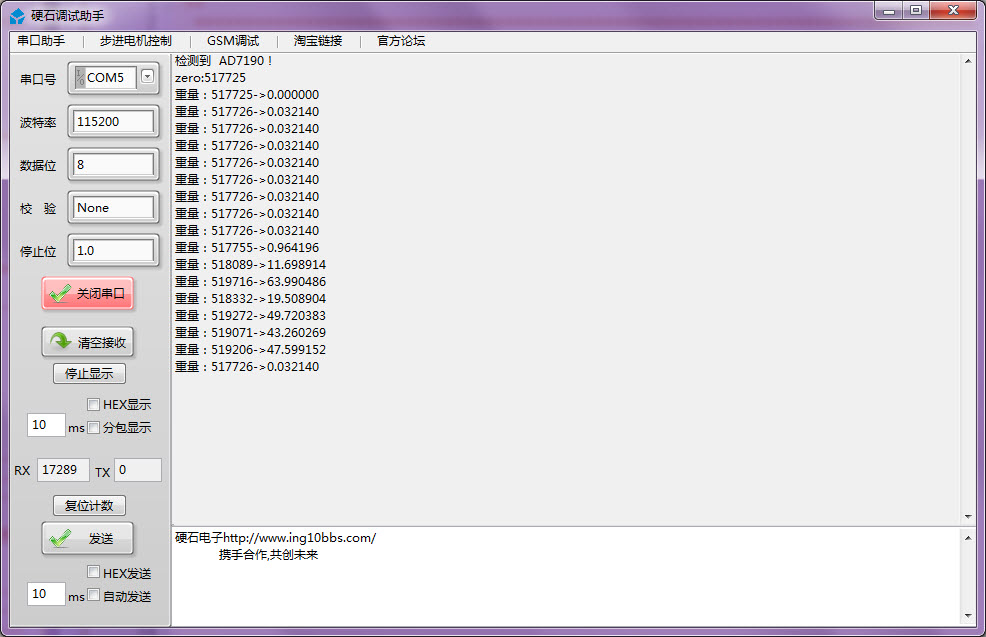 硬石调试助手
串口助手 步进电机控制 GSM调试 淘宝链接 官方论坛
串口号 COM5
波特率 115200
数据位 8
校 验 None
停止位 1.0
关闭串口
清空接收
停止显示
HEX显示
10 ms 分包显示
RX 17289 TX 0
复位计数
发送
HEX发送
10 ms 自动发送
检测到 AD7190！
zero:517725
重量：517725->0.000000
重量：517726->0.032140
重量：517726->0.032140
重量：517726->0.032140
重量：517726->0.032140
重量：517726->0.032140
重量：517726->0.032140
重量：517726->0.032140
重量：517726->0.032140
重量：517755->0.964196
重量：518089->11.698914
重量：519716->63.990486
重量：518332->19.508904
重量：519272->49.720383
重量：519071->43.260269
重量：519206->47.599152
重量：517726->0.032140
硬石电子http://www.ing10bbs.com/
携手合作,共创未来